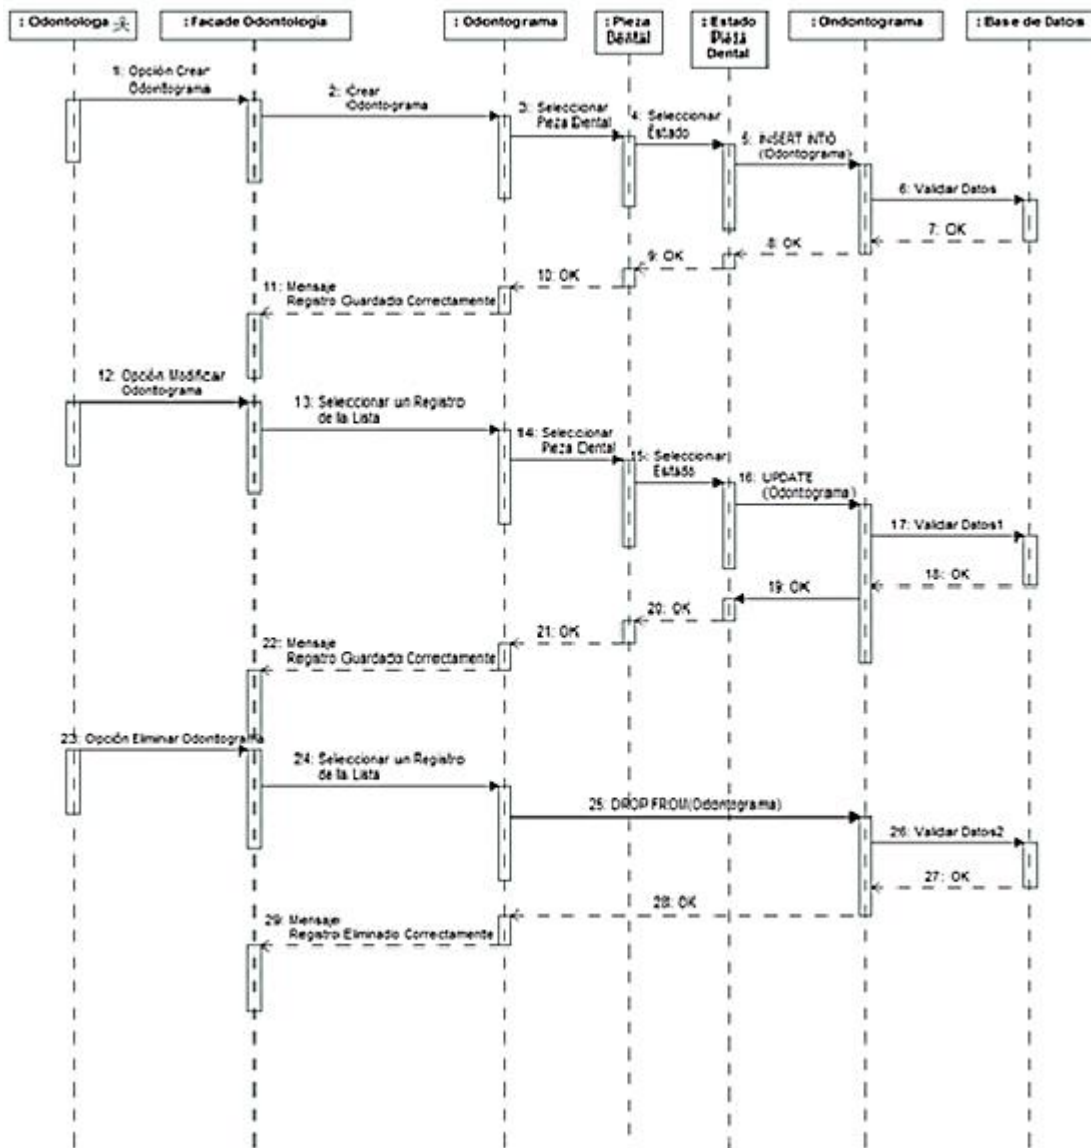 : Odontologa
: Facade Odontologia
: Odontograma
: Pieza
Dental
: Estado
Pieza
Dental
: Ondontograma
: Base de Datos
1: Opción Crear
Odontograma
2: Crear
Odontograma
3: Seleccionar
Pieza Dental
4: Seleccionar
Estado
5: INSERT INTO
(Odontograma)
6: Validar Datos
7: OK
8: OK
9: OK
10: OK
11: Mensaje
Registro Guardado Correctamente
12: Opción Modificar
Odontograma
13: Seleccionar un Registro
de la Lista
14: Seleccionar
Pieza Dental
15: Seleccionar
Estado
16: UPDATE
(Odontograma)
17: Validar Datos1
18: OK
19: OK
20: OK
21: OK
22: Mensaje
Registro Guardado Correctamente
23: Opción Eliminar Odontograma
24: Seleccionar un Registro
de la Lista
25: DROP FROM(Odontograma)
26: Validar Datos2
27: OK
28: OK
29: Mensaje
Registro Eliminado Correctamente